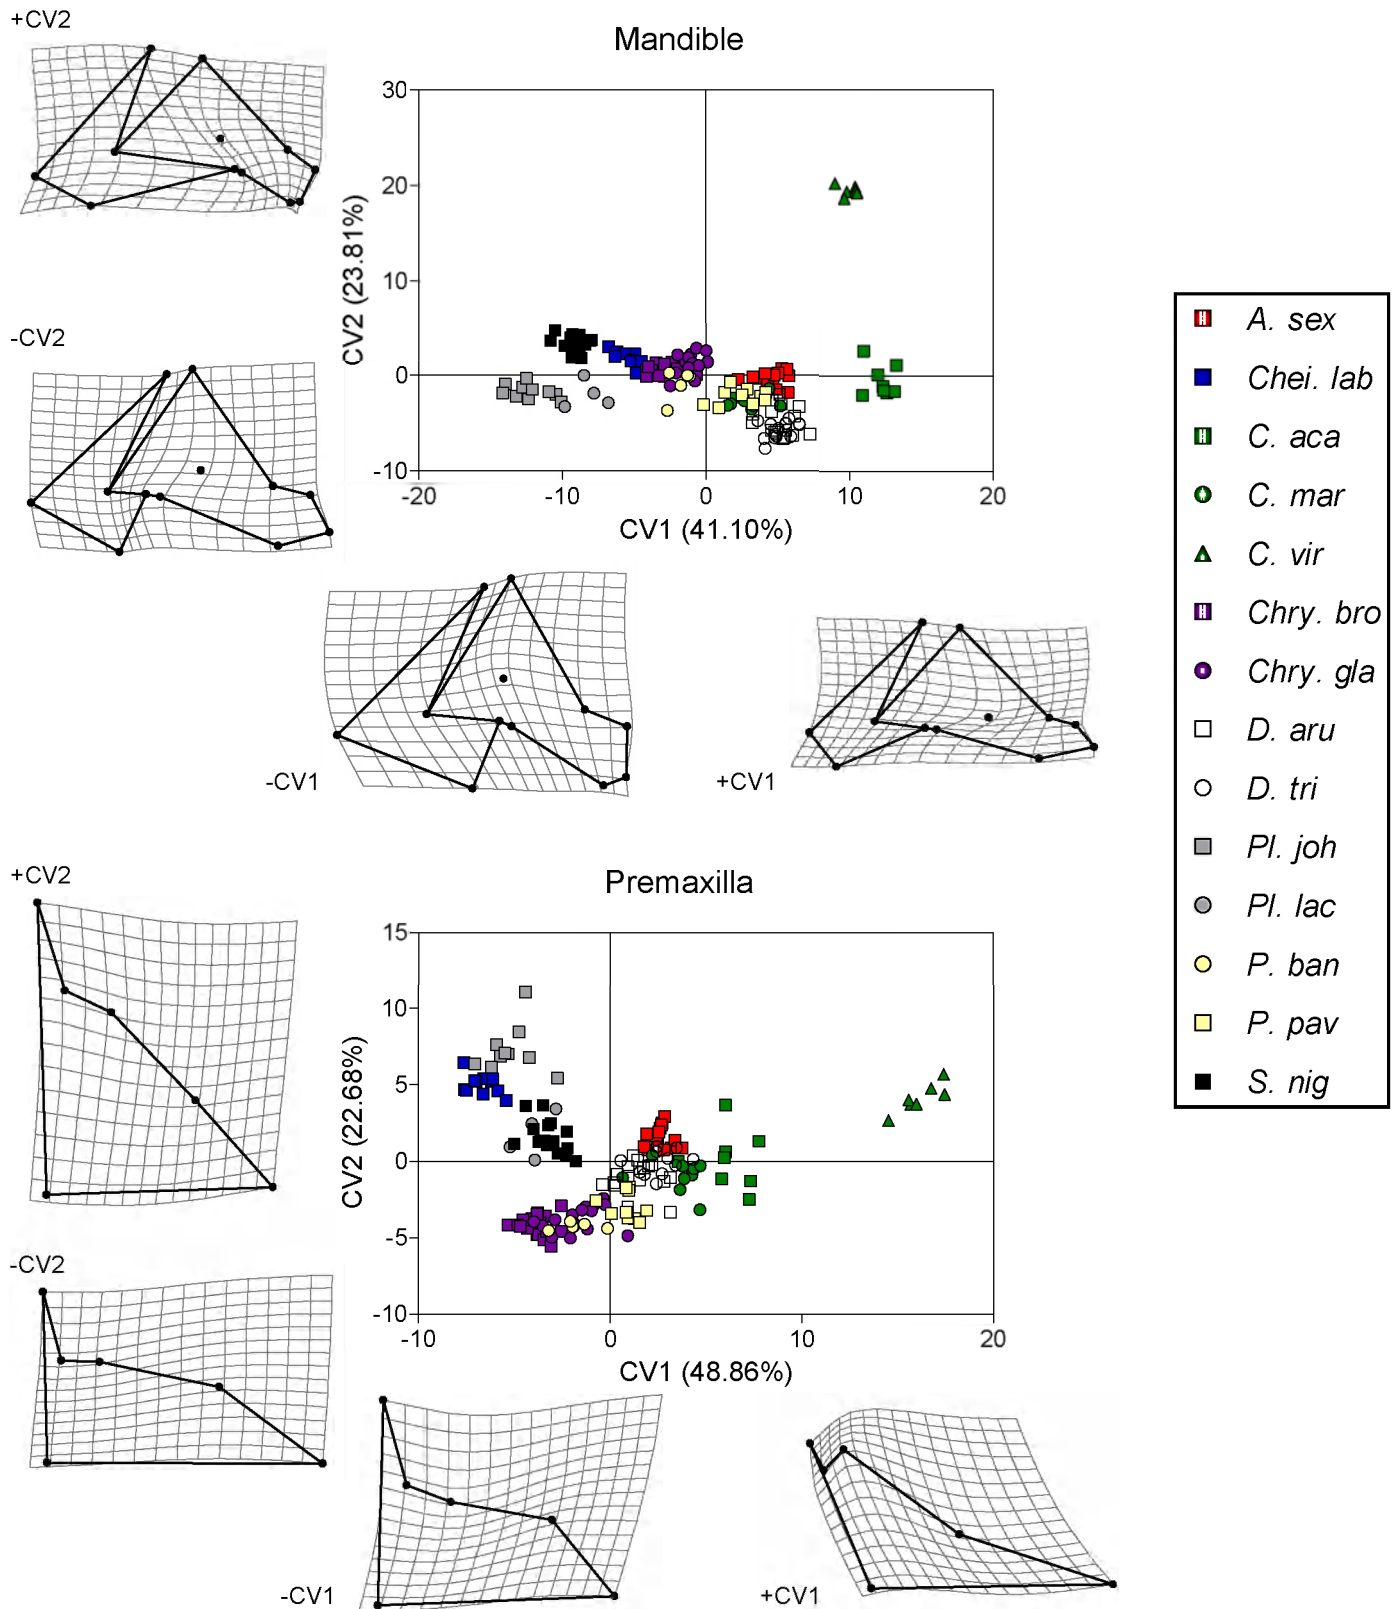 +CV2
Mandible
30
20
10
0
-10
CV2 (23.81%)
-20
-10
0
10
20
CV1 (41.10%)
-CV2
-CV1
+CV1
A. sex
Chei. lab
C. aca
C. mar
C. vir
Chry. bro
Chry. gla
D. aru
D. tri
Pl. joh
Pl. lac
P. ban
P. pav
S. nig
+CV2
Premaxilla
15
10
5
0
-5
-10
CV2 (22.68%)
-10
0
10
20
CV1 (48.86%)
-CV2
-CV1
+CV1